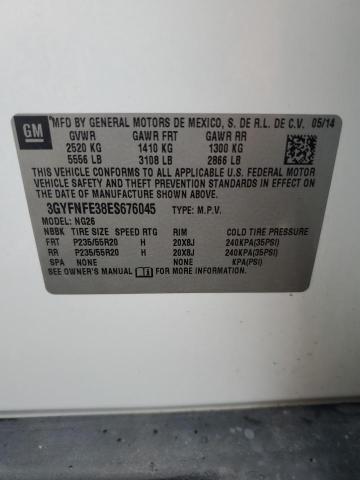 GM
MFD BY GENERAL MOTORS DE MEXICO, S. DE R.L. DE C.V. 05/14
GVWR GAWR FRT GAWR RR
2520 KG 1410 KG 1300 KG
5556 LB 3108 LB 2866 LB
THIS VEHICLE CONFORMS TO ALL APPLICABLE U.S. FEDERAL MOTOR
VEHICLE SAFETY, BUMPER, AND THEFT PREVENTION STANDARDS IN
EFFECT ON THE DATE OF MANUFACTURE SHOWN ABOVE.
3GYFNFE38ES676045 TYPE: M.P.V.
MODEL: NG26
NBBK TIRE SIZE SPEED RTG RIM COLD TIRE PRESSURE
FRT P235/55R20 H 20X8J 240KPA(35PSI)
RR P235/55R20 H 20X8J 240KPA(35PSI)
SPA NONE KPA(PSI)
SEE OWNER'S MANUAL FOR MORE INFORMATION.